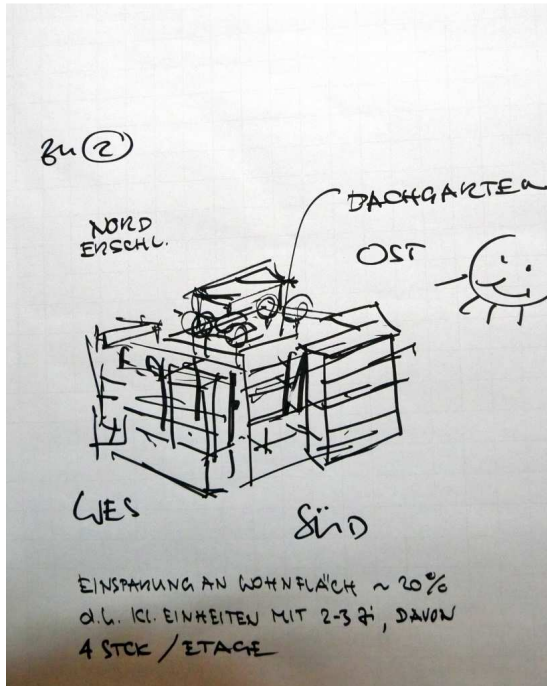 zu 2
DACHGARTEN
NORD
ERSCHL.
OST
WES
SÜD
EINSPARUNG AN WOHNFLÄCH ~ 20%
d.h. KL. EINHEITEN MIT 2-3 Zi, DAVON
4 STCK / ETAGE